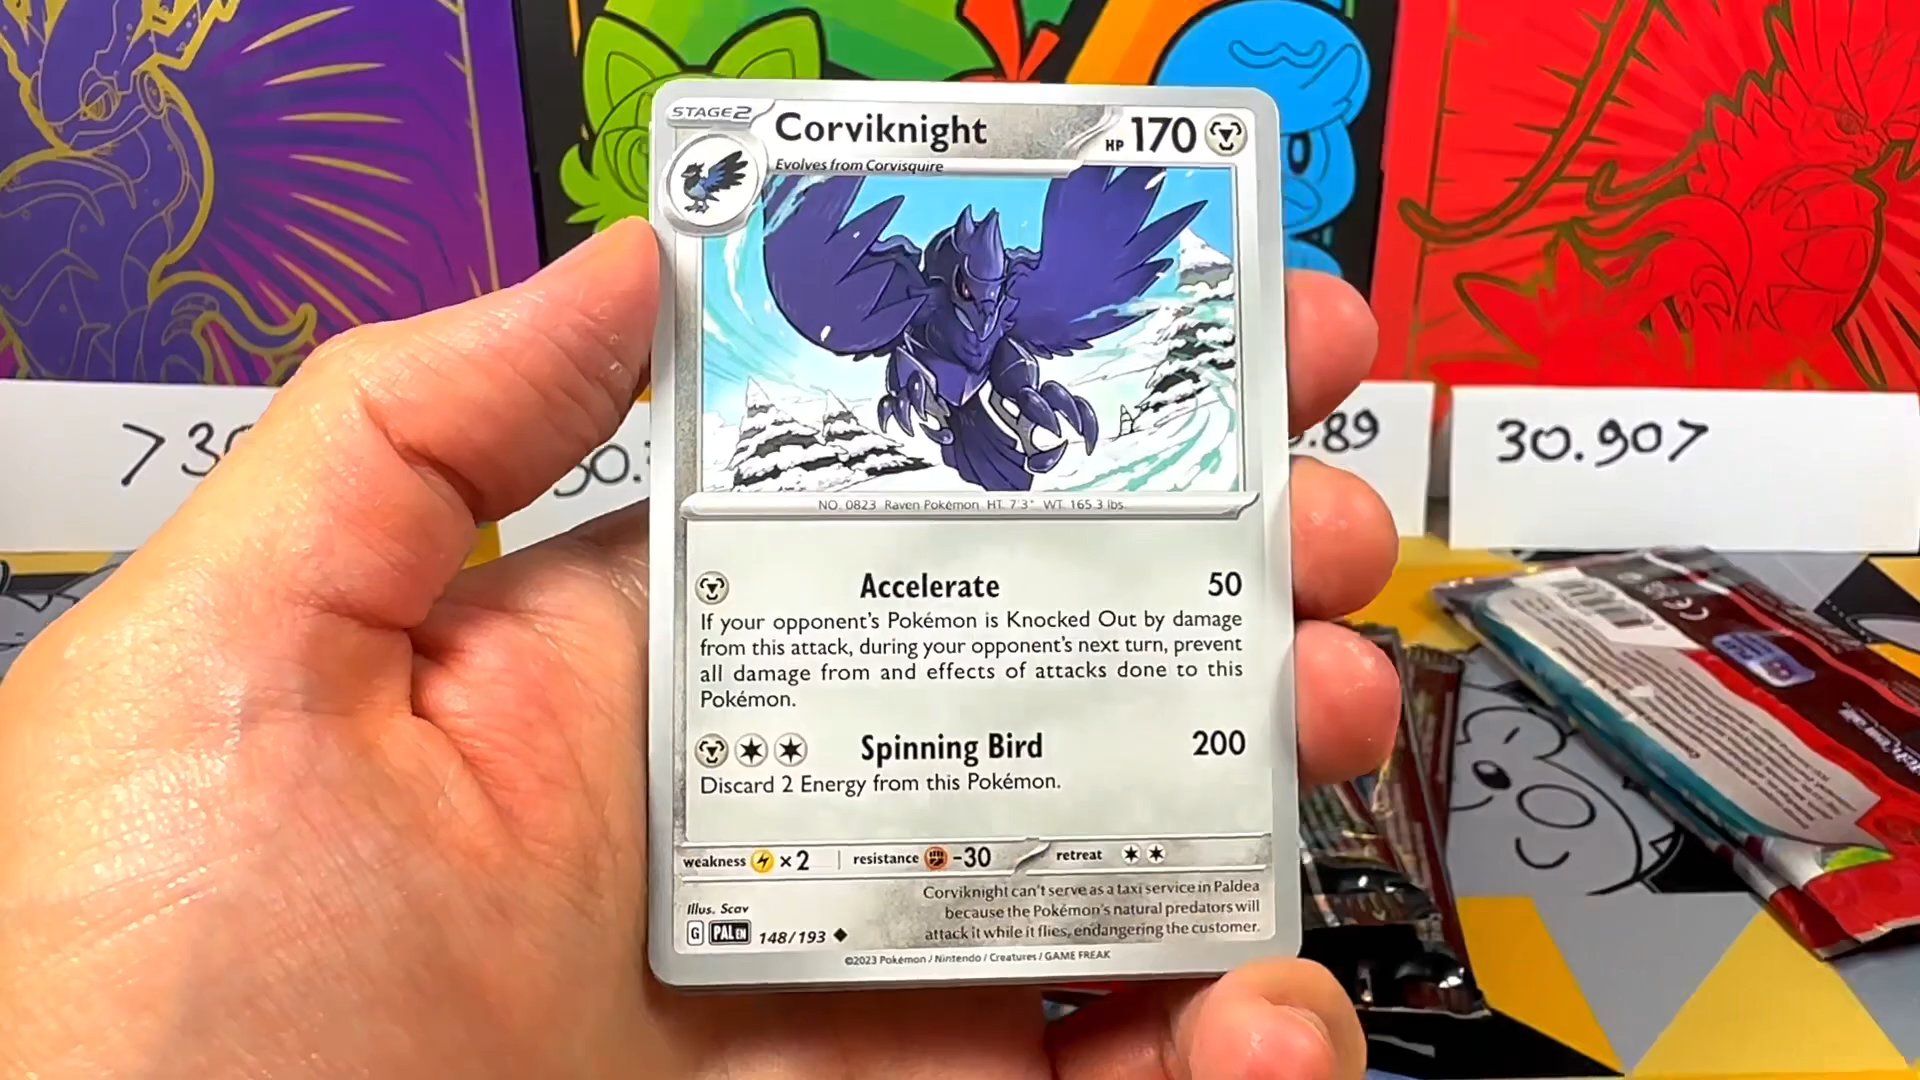 STAGE2
Corviknight
HP 170
Evolves from Corvisquire
>30
30.907
.89
NO. 0823 Raven Pokémon HT. 7'3" WT. 165.3 lbs.
Accelerate 50
If your opponent's Pokémon is Knocked Out by damage
from this attack, during your opponent's next turn, prevent
all damage from and effects of attacks done to this
Pokémon.
Spinning Bird 200
Discard 2 Energy from this Pokémon.
weakness ×2 resistance -30 retreat
Corviknight can't serve as a taxi service in Paldea
because the Pokémon's natural predators will
attack it while it flies, endangering the customer.
Illus. Scav
G PAL EN 148/193
©2023 Pokémon / Nintendo / Creatures / GAME FREAK